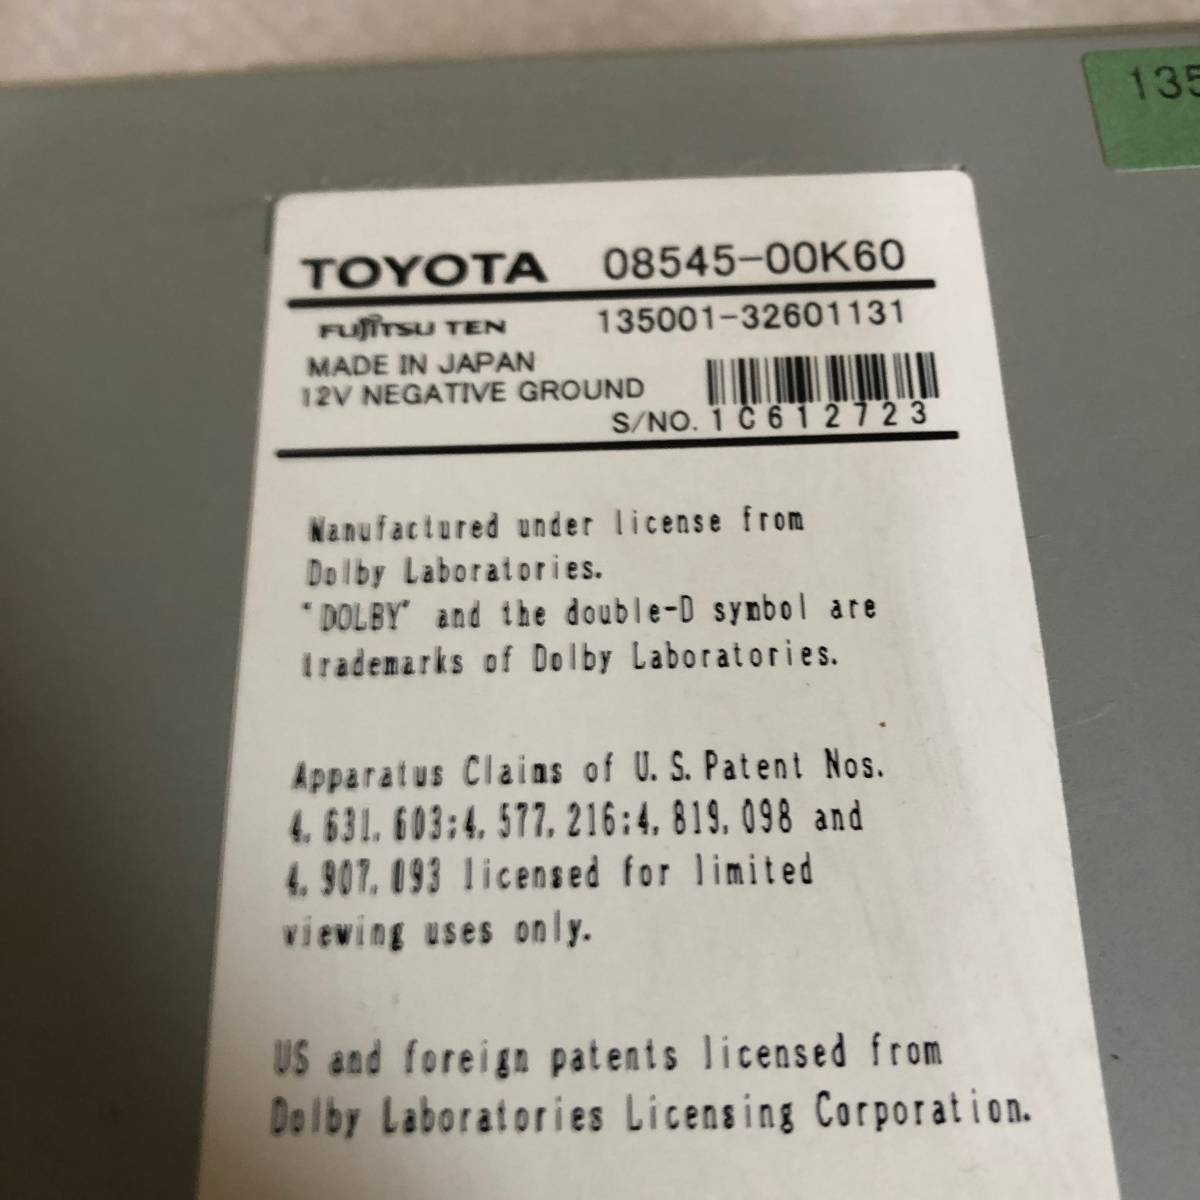 135
TOYOTA 08545-00K60
FUJITSU TEN 135001-32601131
MADE IN JAPAN
12V NEGATIVE GROUND
S/NO. 1C612723
Manufactured under license from
Dolby Laboratories.
"DOLBY" and the double-D symbol are
trademarks of Dolby Laboratories.
Apparatus Claims of U.S.Patent Nos.
4,631,603;4,577,216;4,819,098 and
4,907,093 licensed for limited
viewing uses only.
US and foreign patents licensed from
Dolby Laboratories Licensing Corporation.